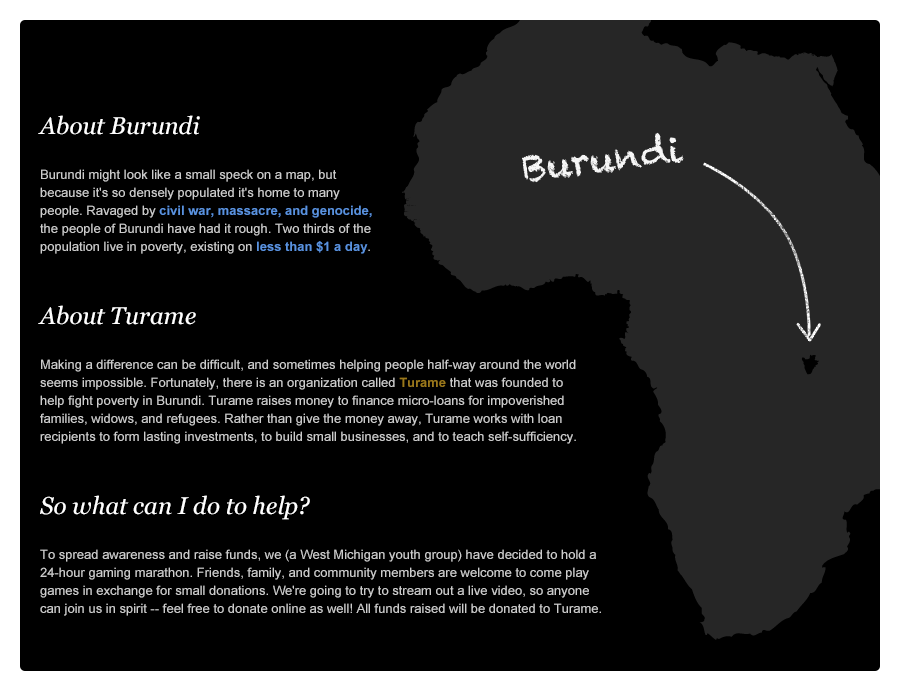 About Burundi
Burundi might look like a small speck on a map, but
because it's so densely populated it's home to many
people. Ravaged by civil war, massacre, and genocide,
the people of Burundi have had it rough. Two thirds of the
population live in poverty, existing on less than $1 a day.
Burundi
About Turame
Making a difference can be difficult, and sometimes helping people half-way around the world
seems impossible. Fortunately, there is an organization called Turame that was founded to
help fight poverty in Burundi. Turame raises money to finance micro-loans for impoverished
families, widows, and refugees. Rather than give the money away, Turame works with loan
recipients to form lasting investments, to build small businesses, and to teach self-sufficiency.
So what can I do to help?
To spread awareness and raise funds, we (a West Michigan youth group) have decided to hold a
24-hour gaming marathon. Friends, family, and community members are welcome to come play
games in exchange for small donations. We're going to try to stream out a live video, so anyone
can join us in spirit -- feel free to donate online as well! All funds raised will be donated to Turame.